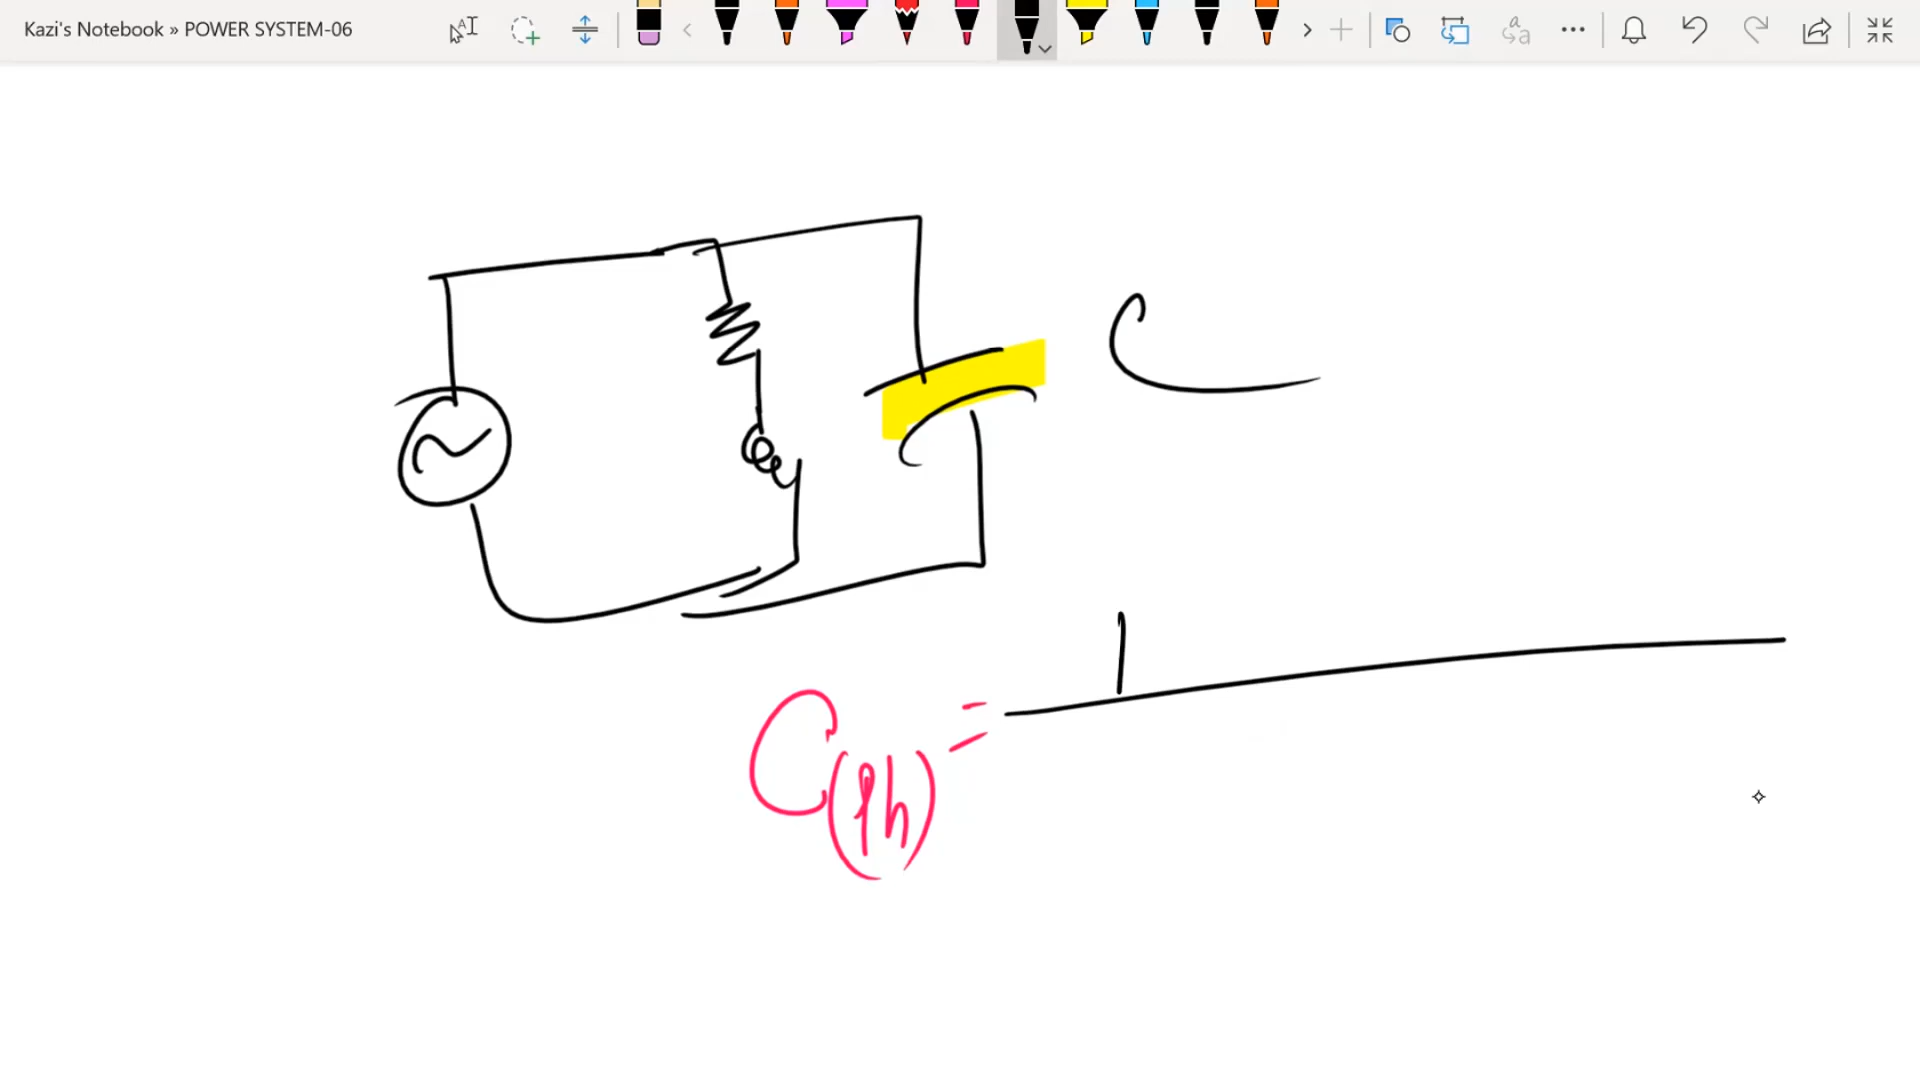 Kazi's Notebook » POWER SYSTEM-06
C
1
C(ph) =